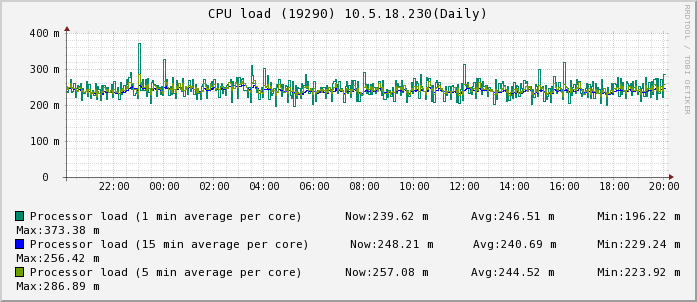 CPU load (19290) 10.5.18.230(Daily)
RRDTOOL / TOBI OETIKER
400 m
300 m
200 m
100 m
0
22:00 00:00 02:00 04:00 06:00 08:00 10:00 12:00 14:00 16:00 18:00 20:00
Processor load (1 min average per core) Now:239.62 m Avg:246.51 m Min:196.22 m
Max:373.38 m
Processor load (15 min average per core) Now:248.21 m Avg:240.69 m Min:229.24 m
Max:256.42 m
Processor load (5 min average per core) Now:257.08 m Avg:244.52 m Min:223.92 m
Max:286.89 m